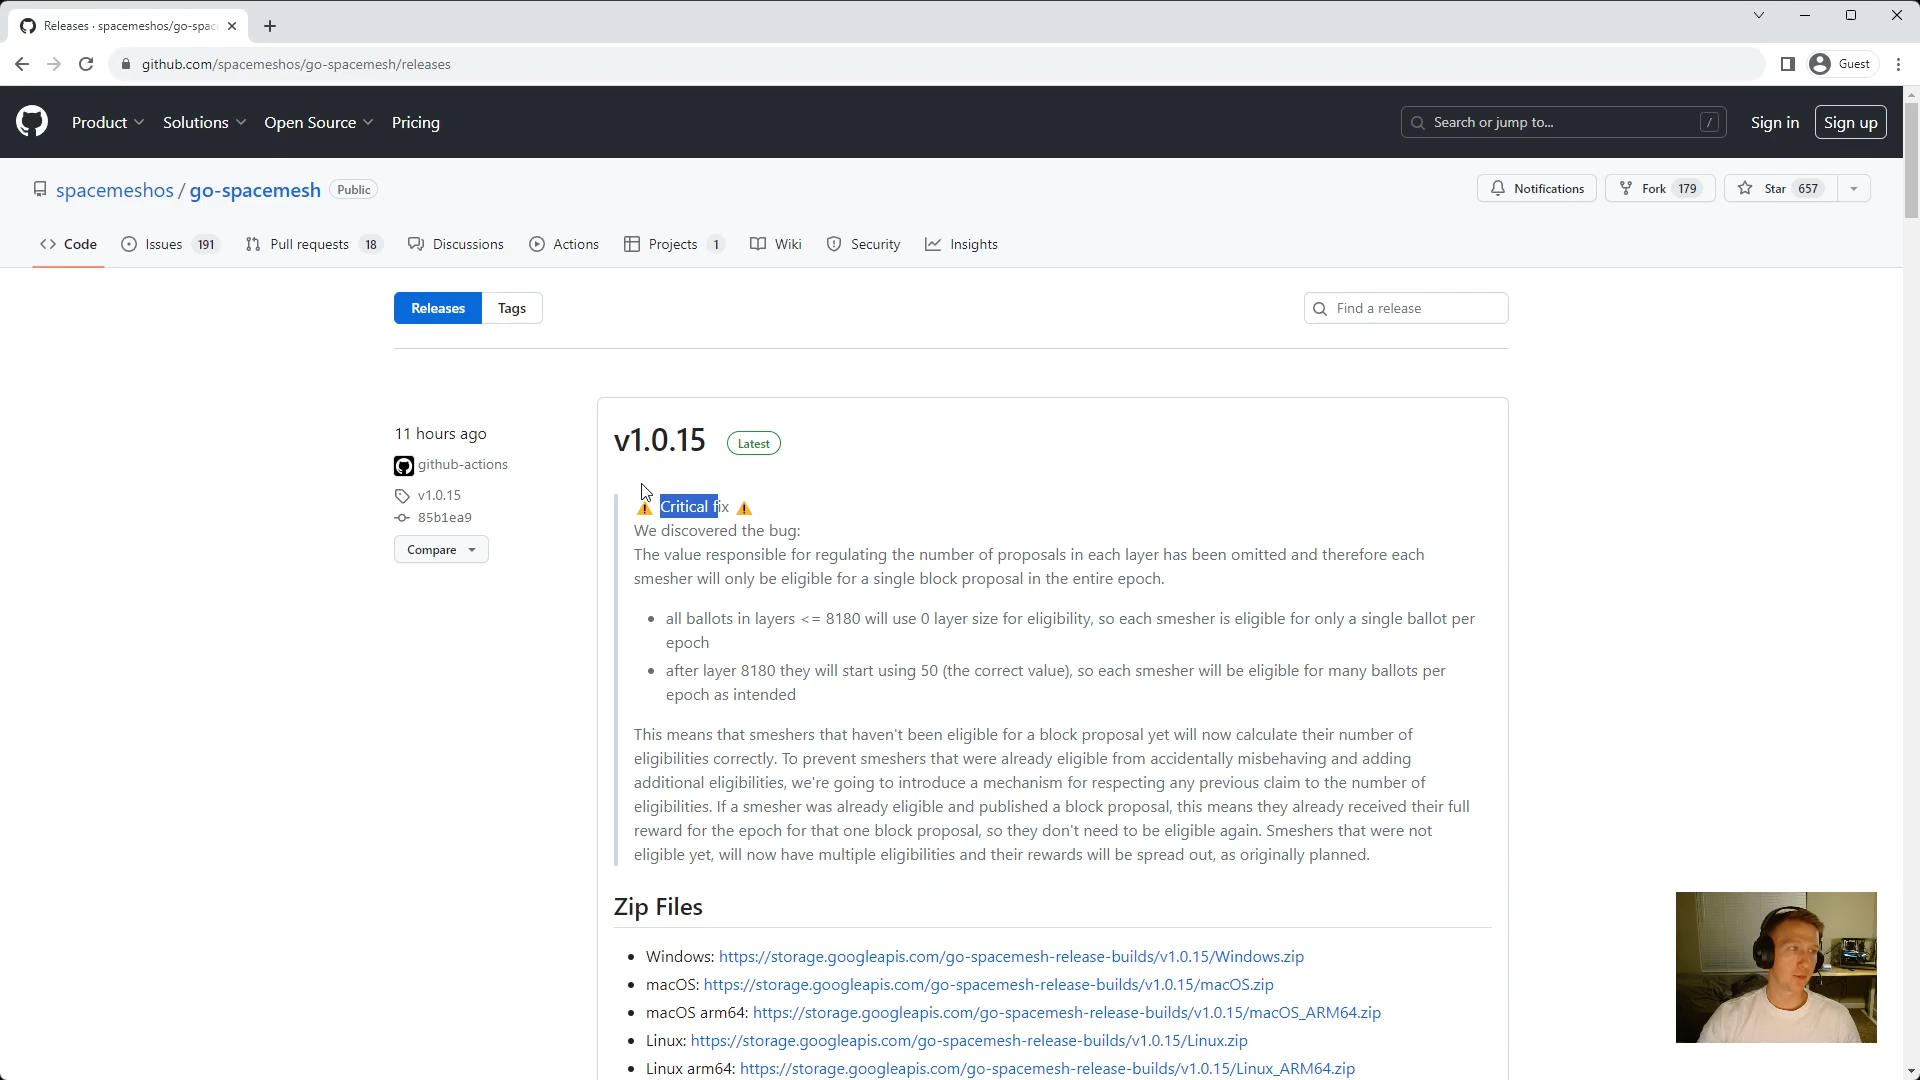 Releases · spacemeshos/go-spac
github.com/spacemeshos/go-spacemesh/releases
Guest
Product
Solutions
Open Source
Pricing
Search or jump to...
/
Sign in
Sign up
spacemeshos / go-spacemesh
Public
Notifications
Fork 179
Star 657
Code
Issues 191
Pull requests 18
Discussions
Actions
Projects 1
Wiki
Security
Insights
Releases
Tags
Find a release
11 hours ago
github-actions
v1.0.15
85b1ea9
Compare
v1.0.15
Latest
⚠️ Critical fix ⚠️
We discovered the bug:
The value responsible for regulating the number of proposals in each layer has been omitted and therefore each
smesher will only be eligible for a single block proposal in the entire epoch.
• all ballots in layers <= 8180 will use 0 layer size for eligibility, so each smesher is eligible for only a single ballot per
epoch
• after layer 8180 they will start using 50 (the correct value), so each smesher will be eligible for many ballots per
epoch as intended
This means that smeshers that haven't been eligible for a block proposal yet will now calculate their number of
eligibilities correctly. To prevent smeshers that were already eligible from accidentally misbehaving and adding
additional eligibilities, we're going to introduce a mechanism for respecting any previous claim to the number of
eligibilities. If a smesher was already eligible and published a block proposal, this means they already received their full
reward for the epoch for that one block proposal, so they don't need to be eligible again. Smeshers that were not
eligible yet, will now have multiple eligibilities and their rewards will be spread out, as originally planned.
Zip Files
• Windows: https://storage.googleapis.com/go-spacemesh-release-builds/v1.0.15/Windows.zip
• macOS: https://storage.googleapis.com/go-spacemesh-release-builds/v1.0.15/macOS.zip
• macOS arm64: https://storage.googleapis.com/go-spacemesh-release-builds/v1.0.15/macOS_ARM64.zip
• Linux: https://storage.googleapis.com/go-spacemesh-release-builds/v1.0.15/Linux.zip
• Linux arm64: https://storage.googleapis.com/go-spacemesh-release-builds/v1.0.15/Linux_ARM64.zip